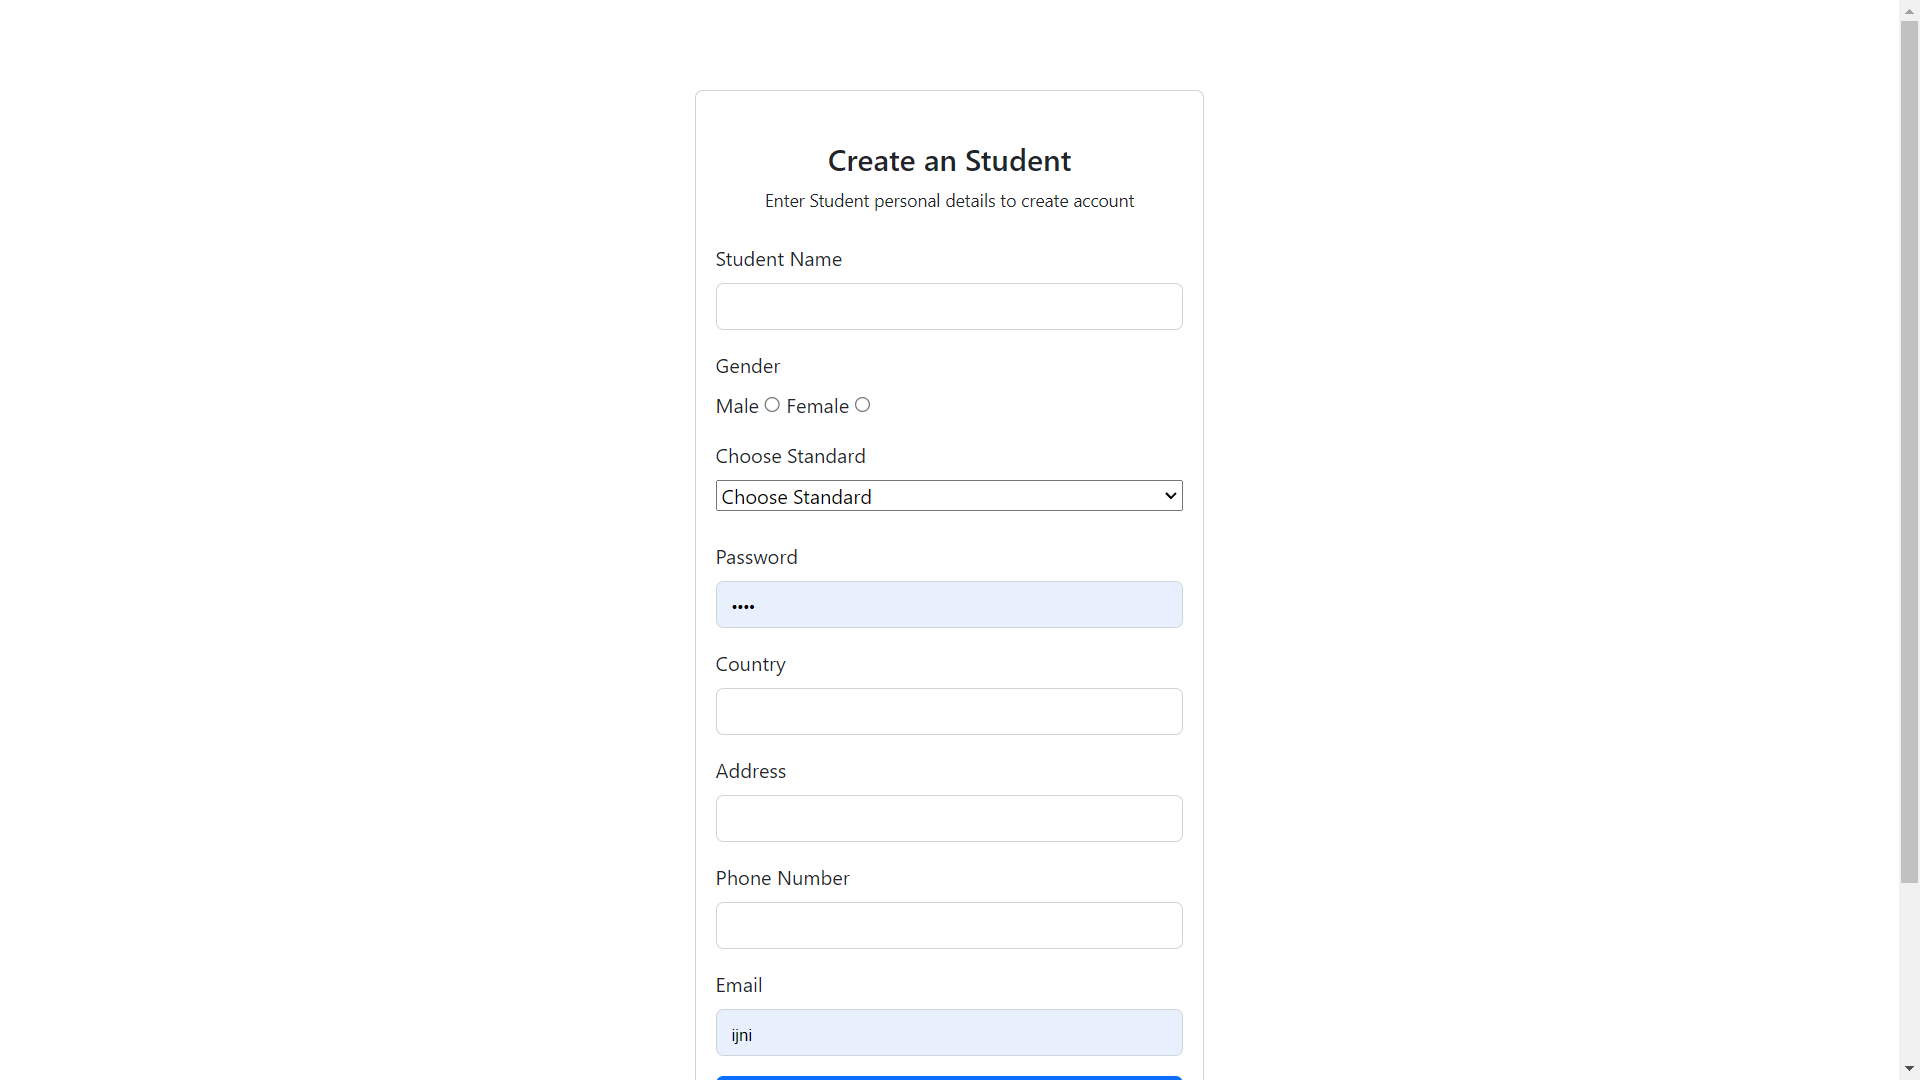 Create an Student
Enter Student personal details to create account
Student Name
Gender
Male Female
Choose Standard
Choose Standard
Password
••••
Country
Address
Phone Number
Email
ijni